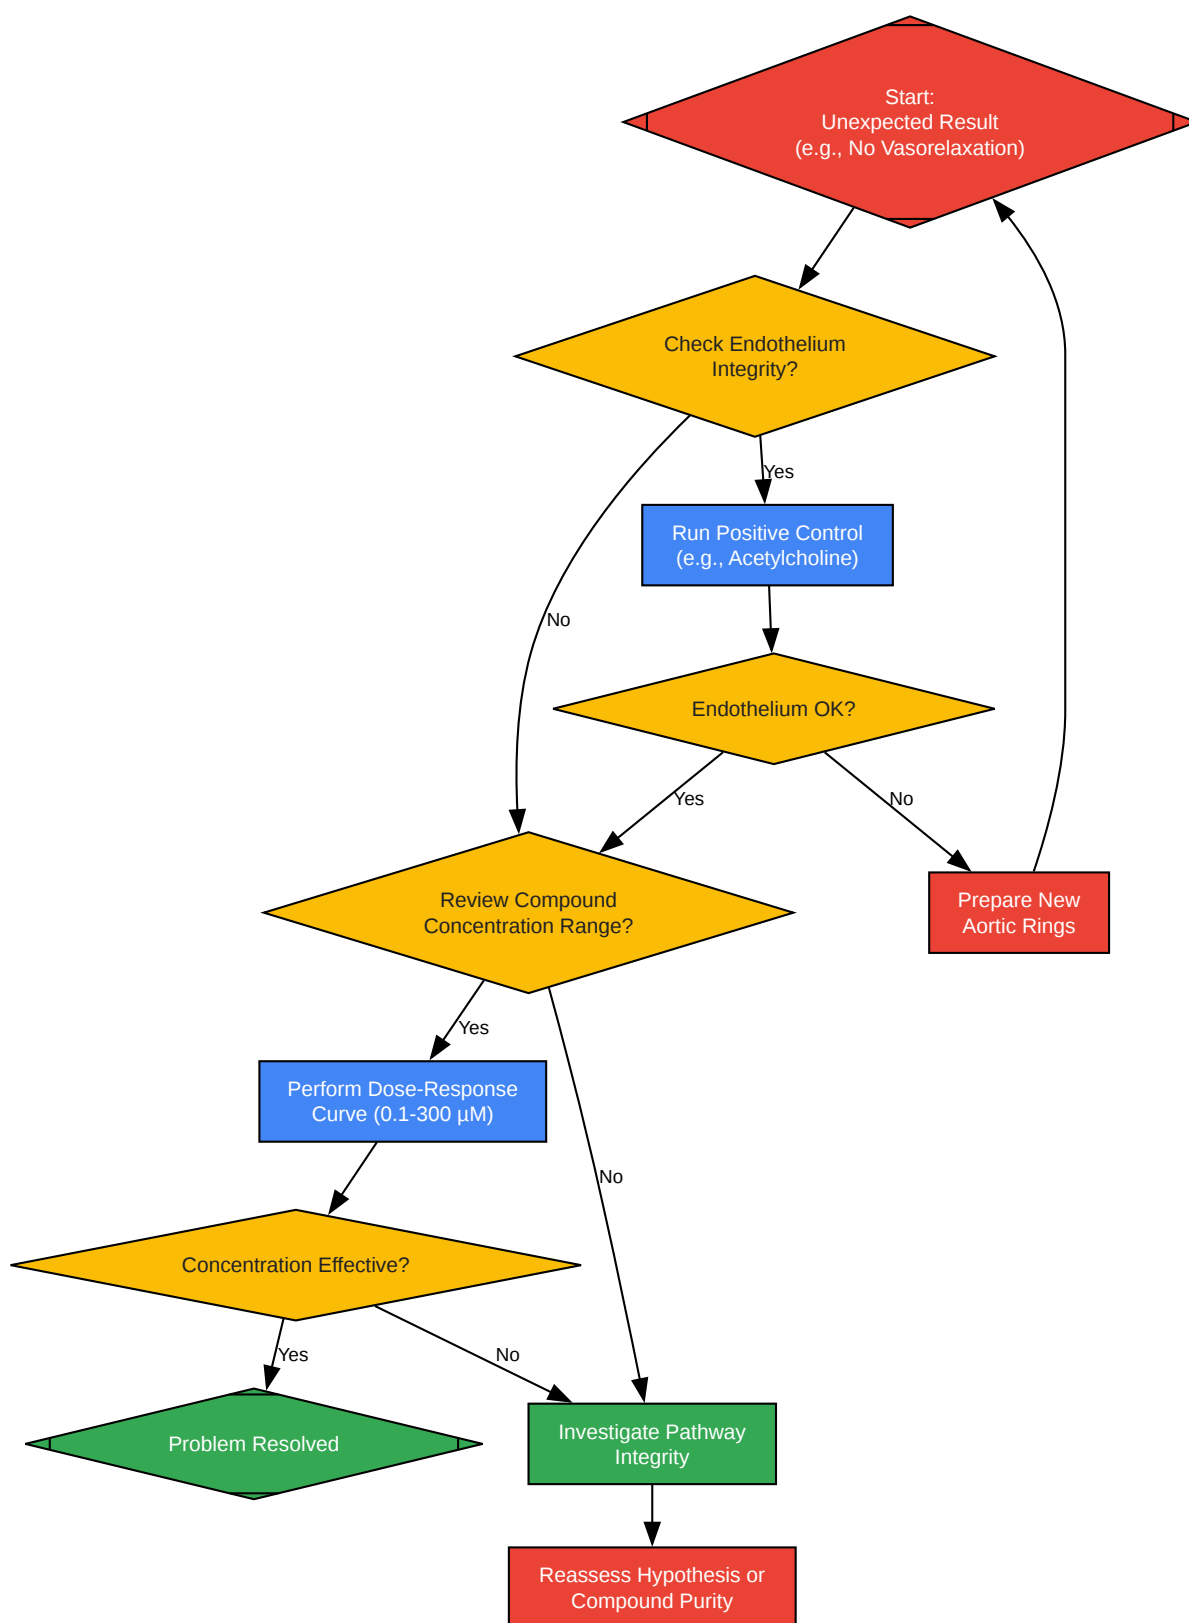 Start:
Unexpected Result
(e.g., No Vasorelaxation)
Check Endothelium
Integrity?
Yes
Run Positive Control
(e.g., Acetylcholine)
No
Endothelium OK?
Yes
No
Review Compound
Concentration Range?
Prepare New
Aortic Rings
Yes
Perform Dose-Response
Curve (0.1-300 µM)
No
Concentration Effective?
Yes
No
Problem Resolved
Investigate Pathway
Integrity
Reassess Hypothesis or
Compound Purity